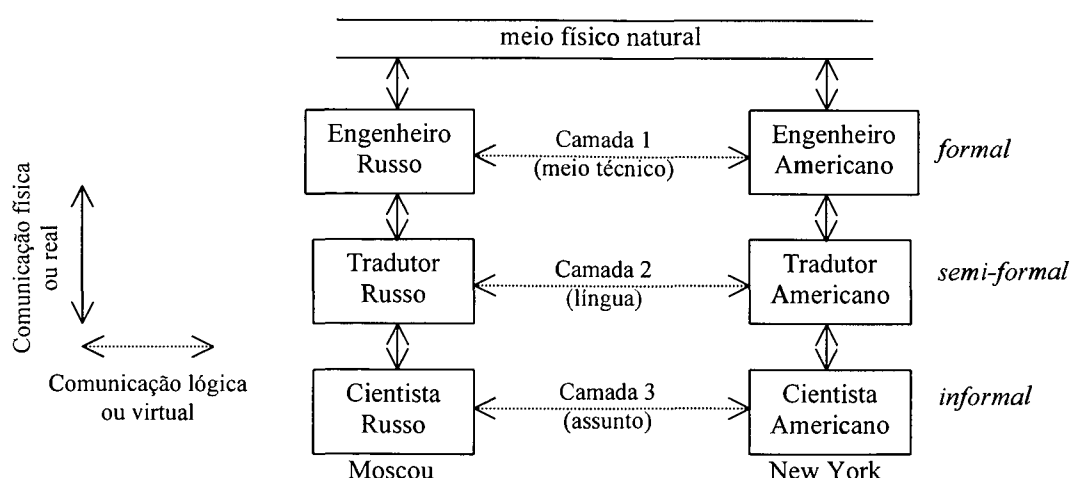 meio físico natural
Engenheiro
Russo
Camada 1
(meio técnico)
Engenheiro
Americano
formal
Comunicação física
ou real
Tradutor
Russo
Camada 2
(língua)
Tradutor
Americano
semi-formal
Comunicação lógica
ou virtual
Cientista
Russo
Camada 3
(assunto)
Cientista
Americano
informal
Moscou
New York